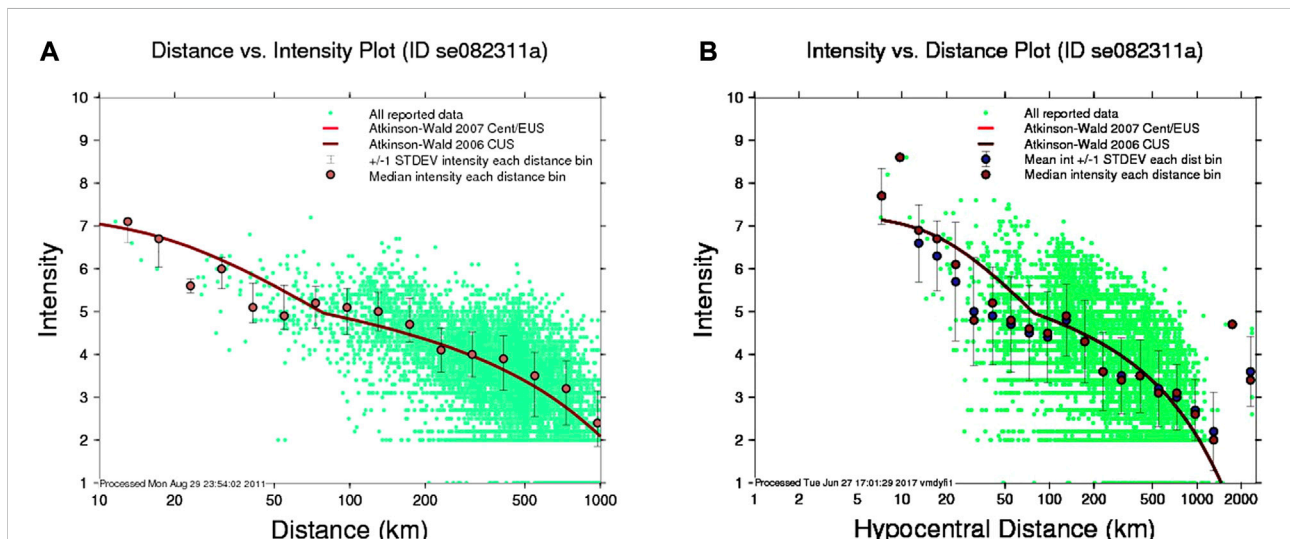 A
Distance vs. Intensity Plot (ID se082311a)
10
9
8
7
6
5
4
3
2
1
Intensity
All reported data
Atkinson-Wald 2007 Cent/EUS
Atkinson-Wald 2006 CUS
+/-1 STDEV intensity each distance bin
Median intensity each distance bin
Processed Mon Aug 29 23:54:02 2011
10 20 100 200 1000
Distance (km)
B
Intensity vs. Distance Plot (ID se082311a)
10
9
8
7
6
5
4
3
2
1
Intensity
All reported data
Atkinson-Wald 2007 Cent/EUS
Atkinson-Wald 2006 CUS
Mean int +/-1 STDEV each dist bin
Median intensity each distance bin
Processed Tue Jun 27 17:01:29 2017 vmdyfi1
1 2 5 10 20 50 100 200 500 1000 2000
Hypocentral Distance (km)